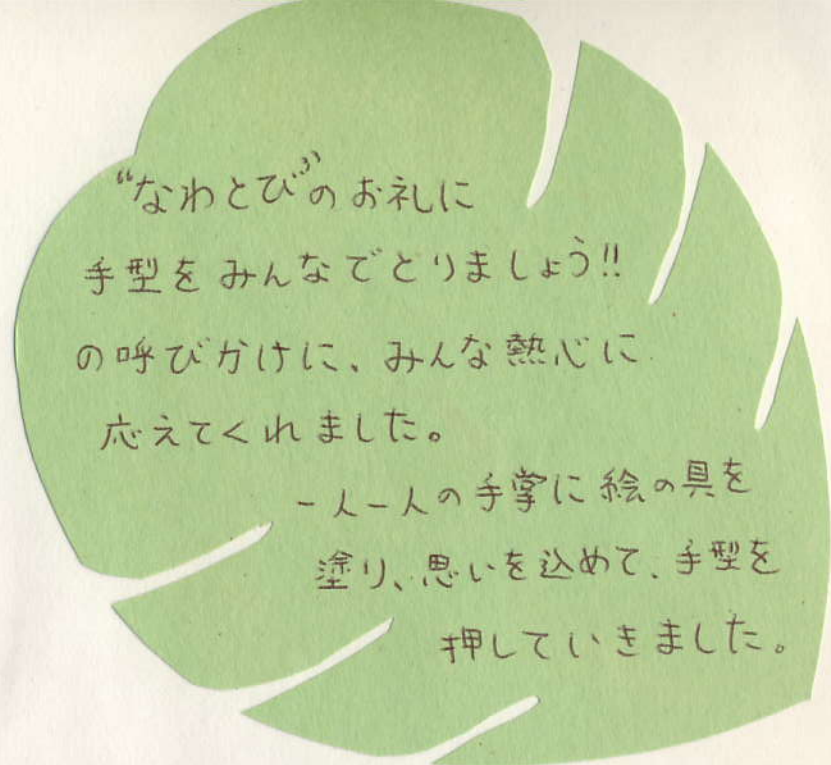 “なわとび”のお礼に
手型をみんなでとりましょう!!
の呼びかけに、みんな熱心に
応えてくれました。
一人一人の手掌に絵の具を
塗り、思いを込めて、手型を
押していきました。